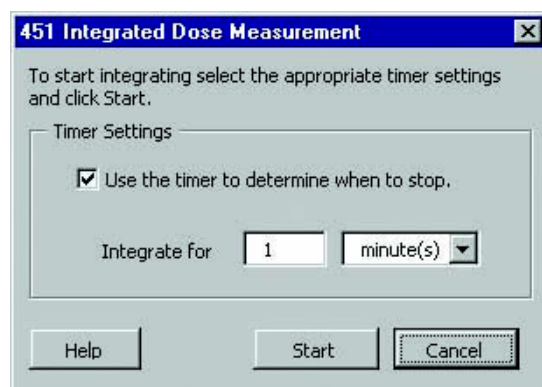 451 Integrated Dose Measurement
To start integrating select the appropriate timer settings
and click Start.
Timer Settings
Use the timer to determine when to stop.
Integrate for 1 minute(s)
Help Start Cancel